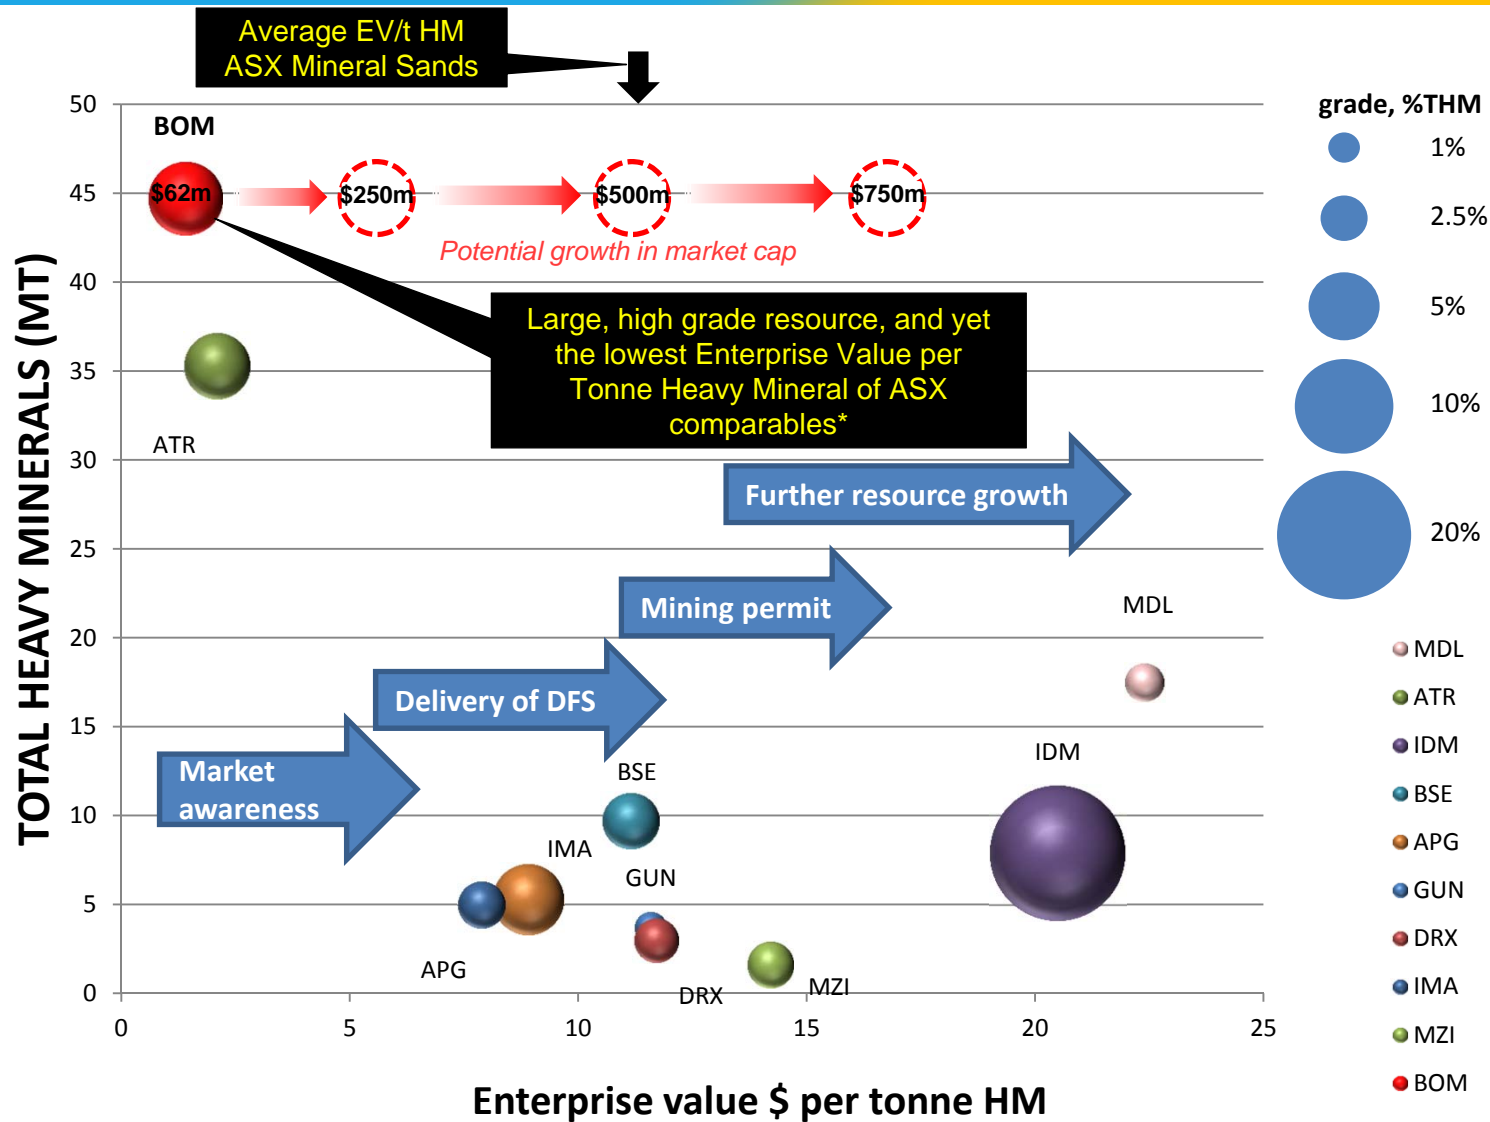 Average EV/t HM
ASX Mineral Sands
TOTAL HEAVY MINERALS (MT)
50
45
40
35
30
25
20
15
10
5
0
0
5
10
15
20
25
Enterprise value $ per tonne HM
BOM
$62m
$250m
$500m
$750m
Potential growth in market cap
Large, high grade resource, and yet
the lowest Enterprise Value per
Tonne Heavy Mineral of ASX
comparables*
ATR
Further resource growth
Mining permit
Delivery of DFS
Market
awareness
MDL
IDM
BSE
IMA
GUN
APG
DRX
MZI
grade, %THM
1%
2.5%
5%
10%
20%
MDL
ATR
IDM
BSE
APG
GUN
DRX
IMA
MZI
BOM